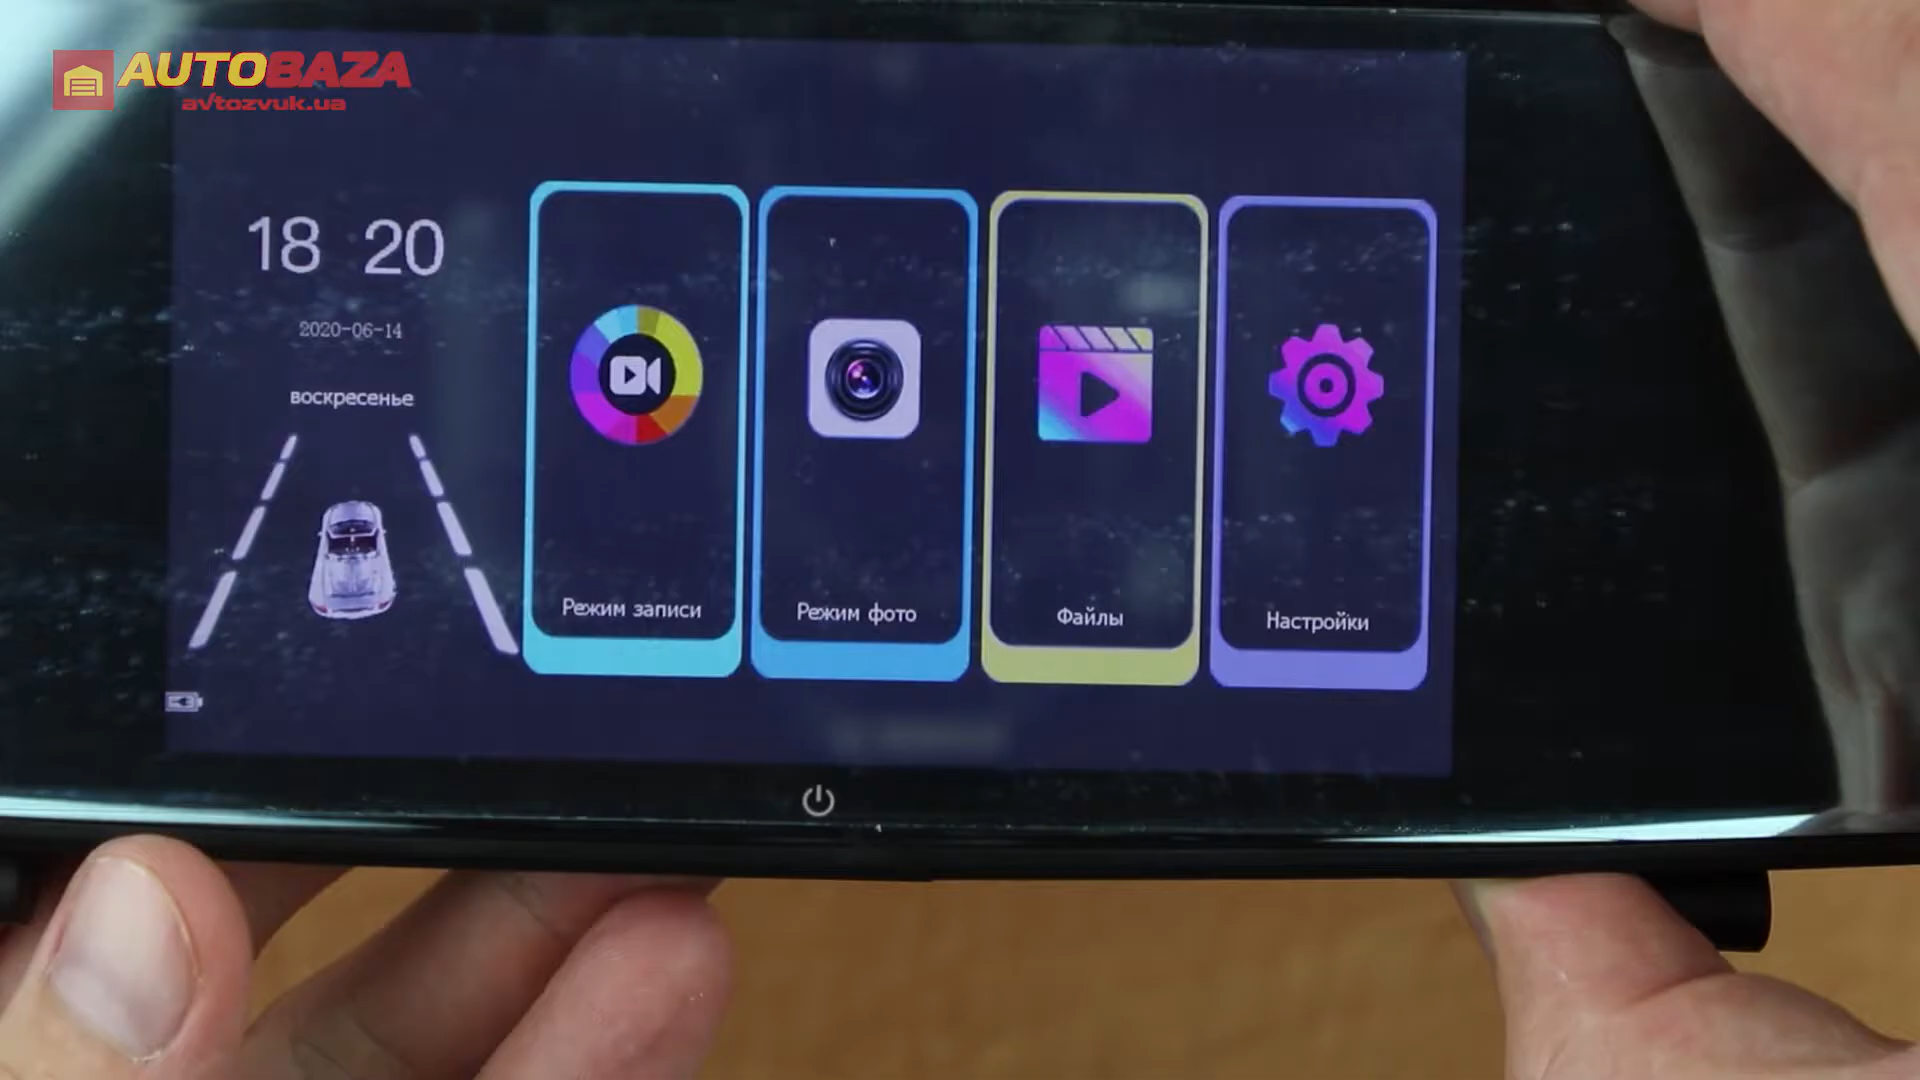 AUTOBAZA
avtozvuk.ua
18 20
2020-06-14
воскресенье
Режим записи
Режим фото
Файлы
Настройки